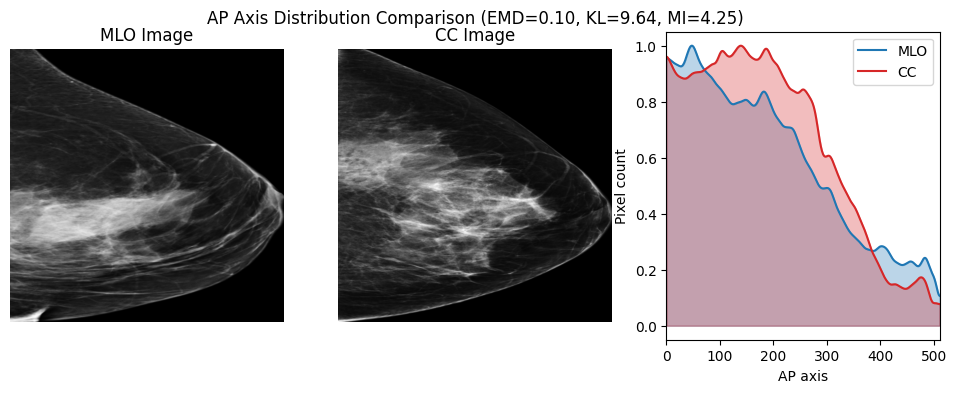 AP Axis Distribution Comparison (EMD=0.10, KL=9.64, MI=4.25)
MLO Image
CC Image
MLO
CC
Pixel count
1.0
0.8
0.6
0.4
0.2
0.0
0 100 200 300 400 500
AP axis